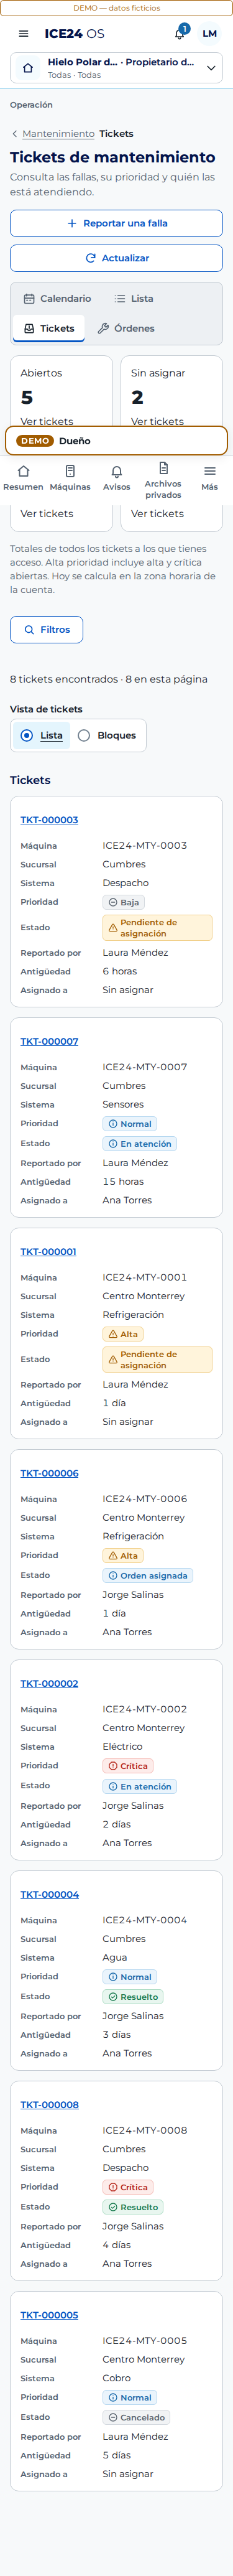 DEMO — datos ficticios
ICE24 OS
1
LM
Hielo Polar d... · Propietario d...
Todas · Todas
Operación
Mantenimiento Tickets
Tickets de mantenimiento
Consulta las fallas, su prioridad y quién las
está atendiendo.
Reportar una falla
Actualizar
Calendario
Lista
Tickets
Órdenes
Abiertos
5
Ver tickets
Sin asignar
2
Ver tickets
DEMO Dueño
Resumen
Máquinas
Avisos
Archivos
privados
Más
Ver tickets
Ver tickets
Totales de todos los tickets a los que tienes
acceso. Alta prioridad incluye alta y crítica
abiertas. Hoy se calcula en la zona horaria de
la cuenta.
Filtros
8 tickets encontrados · 8 en esta página
Vista de tickets
Lista
Bloques
Tickets
TKT-000003
Máquina ICE24-MTY-0003
Sucursal Cumbres
Sistema Despacho
Prioridad Baja
Estado Pendiente de
asignación
Reportado por Laura Méndez
Antigüedad 6 horas
Asignado a Sin asignar
TKT-000007
Máquina ICE24-MTY-0007
Sucursal Cumbres
Sistema Sensores
Prioridad Normal
Estado En atención
Reportado por Laura Méndez
Antigüedad 15 horas
Asignado a Ana Torres
TKT-000001
Máquina ICE24-MTY-0001
Sucursal Centro Monterrey
Sistema Refrigeración
Prioridad Alta
Estado Pendiente de
asignación
Reportado por Laura Méndez
Antigüedad 1 día
Asignado a Sin asignar
TKT-000006
Máquina ICE24-MTY-0006
Sucursal Centro Monterrey
Sistema Refrigeración
Prioridad Alta
Estado Orden asignada
Reportado por Jorge Salinas
Antigüedad 1 día
Asignado a Ana Torres
TKT-000002
Máquina ICE24-MTY-0002
Sucursal Centro Monterrey
Sistema Eléctrico
Prioridad Crítica
Estado En atención
Reportado por Jorge Salinas
Antigüedad 2 días
Asignado a Ana Torres
TKT-000004
Máquina ICE24-MTY-0004
Sucursal Cumbres
Sistema Agua
Prioridad Normal
Estado Resuelto
Reportado por Jorge Salinas
Antigüedad 3 días
Asignado a Ana Torres
TKT-000008
Máquina ICE24-MTY-0008
Sucursal Cumbres
Sistema Despacho
Prioridad Crítica
Estado Resuelto
Reportado por Jorge Salinas
Antigüedad 4 días
Asignado a Ana Torres
TKT-000005
Máquina ICE24-MTY-0005
Sucursal Centro Monterrey
Sistema Cobro
Prioridad Normal
Estado Cancelado
Reportado por Laura Méndez
Antigüedad 5 días
Asignado a Sin asignar